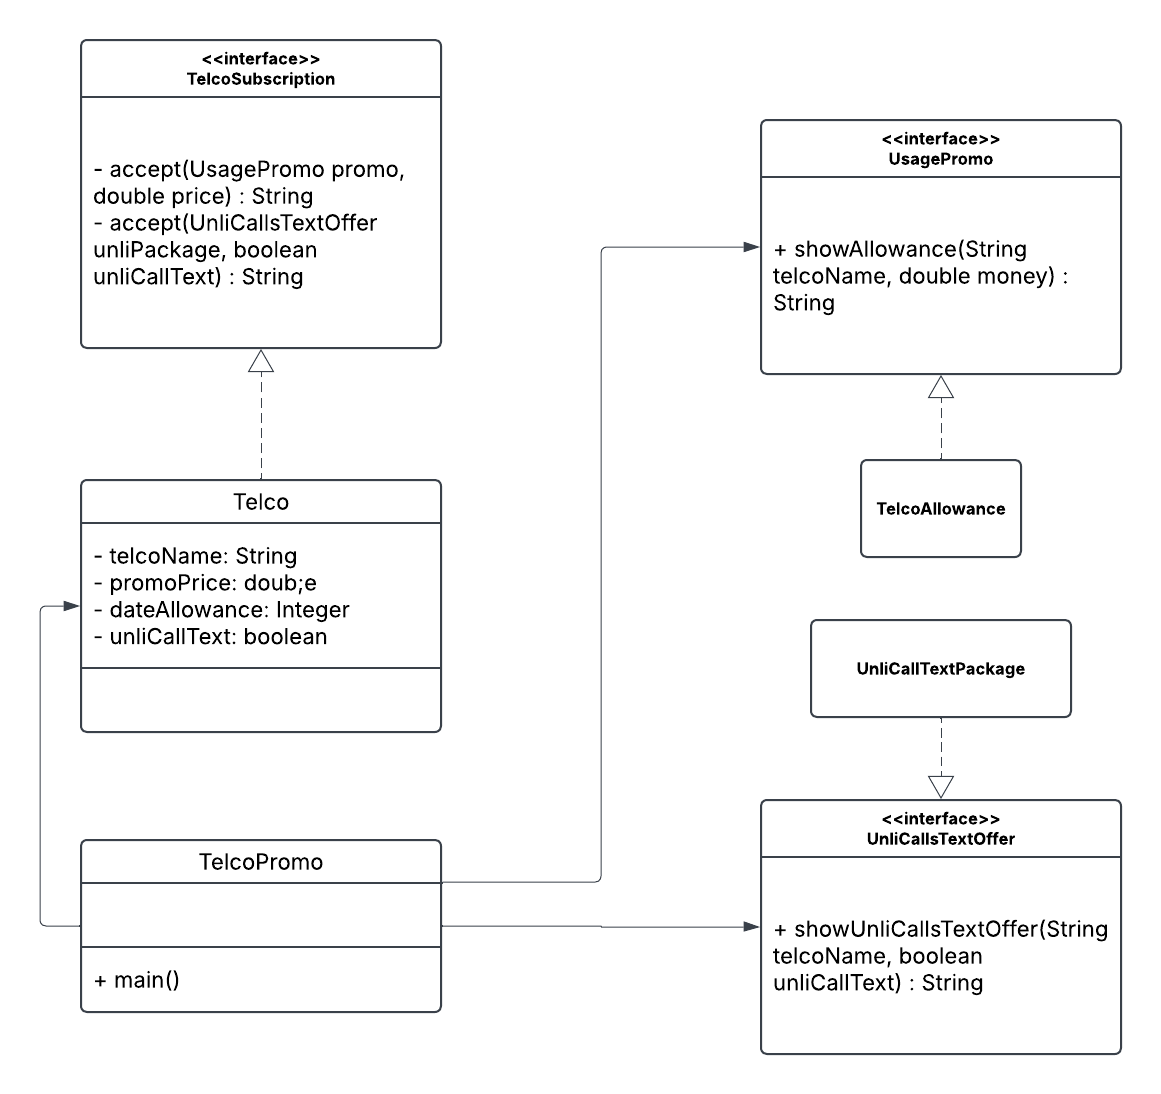 <<interface>>
TelcoSubscription
- accept(UsagePromo promo,
double price) : String
- accept(UnliCallsTextOffer
unliPackage, boolean
unliCallText) : String
<<interface>>
UsagePromo
+ showAllowance(String
telcoName, double money) :
String
Telco
- telcoName: String
- promoPrice: doub;e
- dateAllowance: Integer
- unliCallText: boolean
TelcoAllowance
UnliCallTextPackage
TelcoPromo
+ main()
<<interface>>
UnliCallsTextOffer
+ showUnliCallsTextOffer(String
telcoName, boolean
unliCallText) : String